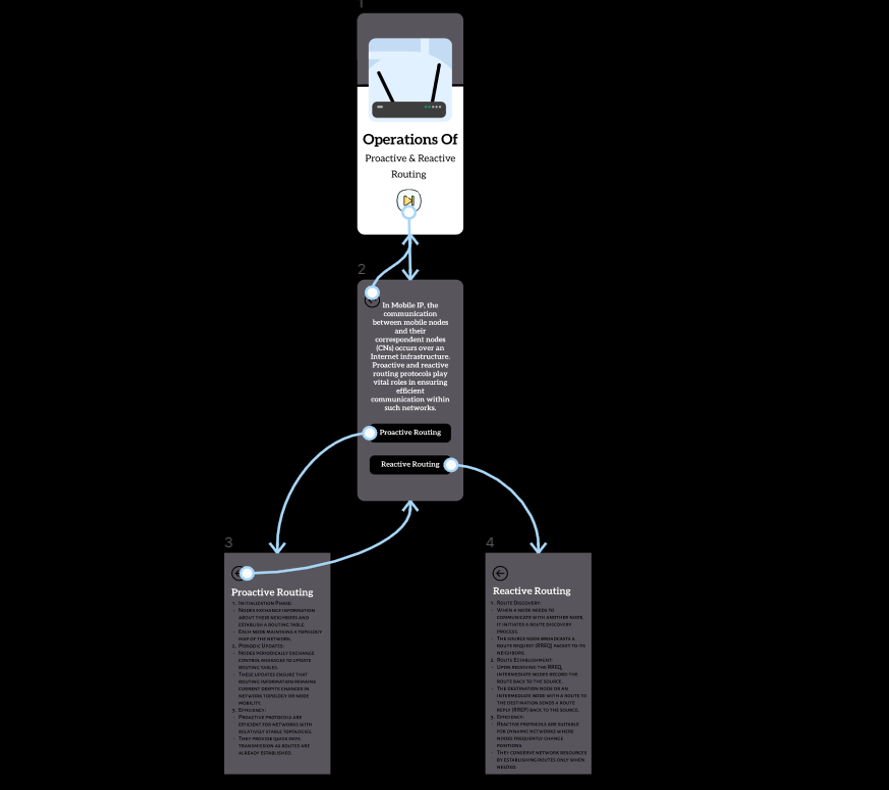 1
Operations Of
Proactive & Reactive
Routing
2
In Mobile IP, the
communication
between mobile nodes
and their
correspondent nodes
(CNs) occurs over an
Internet infrastructure.
Proactive and reactive
routing protocols play
vital roles in ensuring
efficient
communication within
such networks.
Proactive Routing
Reactive Routing
3
Proactive Routing
1. Initialization Phase:
- Nodes exchange information
about their neighbors and
establish a routing table.
- Each node maintains a topology
map of the network.
2. Periodic Updates:
- Nodes periodically exchange
control messages to update
routing tables.
- These updates ensure that
routing information remains
current despite changes in
network topology or node
mobility.
3. Efficiency:
- Proactive protocols are
efficient for networks with
relatively stable topologies.
- They provide quick data
transmission as routes are
already established.
4
Reactive Routing
1. Route Discovery:
- When a node needs to
communicate with another node,
it initiates a route discovery
process.
- The source node broadcasts a
route request (RREQ) packet to its
neighbors.
2. Route Establishment:
- Upon receiving the RREQ,
intermediate nodes record the
route back to the source.
- The destination node or an
intermediate node with a route to
the destination sends a route
reply (RREP) back to the source.
3. Efficiency:
- Reactive protocols are suitable
for dynamic networks where
nodes frequently change
positions.
- They conserve network resources
by establishing routes only when
needed.